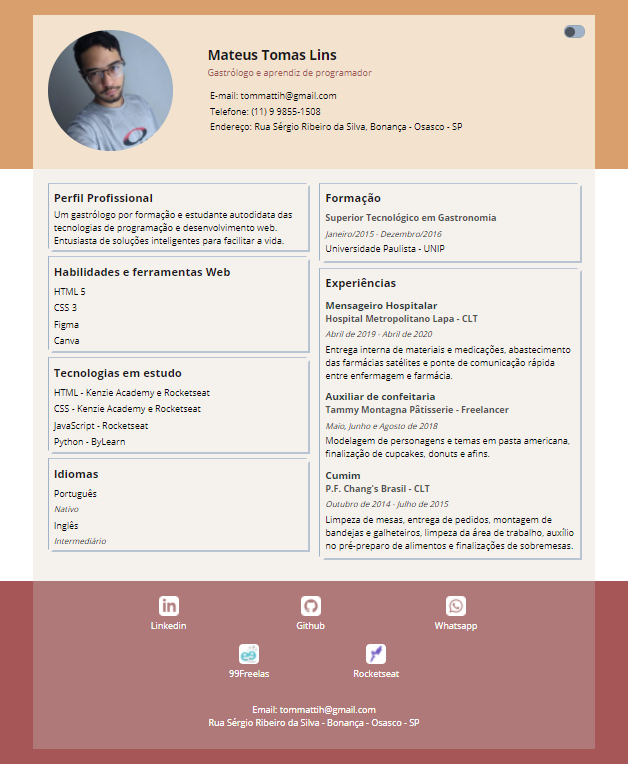 Mateus Tomas Lins
Gastrólogo e aprendiz de programador
E-mail: tommattih@gmail.com
Telefone: (11) 9 9855-1508
Endereço: Rua Sérgio Ribeiro da Silva, Bonança - Osasco - SP
Perfil Profissional
Um gastrólogo por formação e estudante autodidata das
tecnologias de programação e desenvolvimento web.
Entusiasta de soluções inteligentes para facilitar a vida.
Habilidades e ferramentas Web
HTML 5
CSS 3
Figma
Canva
Tecnologias em estudo
HTML - Kenzie Academy e Rocketseat
CSS - Kenzie Academy e Rocketseat
JavaScript - Rocketseat
Python - ByLearn
Idiomas
Português
Nativo
Inglês
Intermediário
Formação
Superior Tecnológico em Gastronomia
Janeiro/2015 - Dezembro/2016
Universidade Paulista - UNIP
Experiências
Mensageiro Hospitalar
Hospital Metropolitano Lapa - CLT
Abril de 2019 - Abril de 2020
Entrega interna de materiais e medicações, abastecimento
das farmácias satélites e ponte de comunicação rápida
entre enfermagem e farmácia.
Auxiliar de confeitaria
Tammy Montagna Pâtisserie - Freelancer
Maio, Junho e Agosto de 2018
Modelagem de personagens e temas em pasta americana,
finalização de cupcakes, donuts e afins.
Cumim
P.F. Chang's Brasil - CLT
Outubro de 2014 - Julho de 2015
Limpeza de mesas, entrega de pedidos, montagem de
bandejas e galheteiros, limpeza da área de trabalho, auxílio
no pré-preparo de alimentos e finalizações de sobremesas.
Linkedin
Github
Whatsapp
99Freelas
Rocketseat
Email: tommattih@gmail.com
Rua Sérgio Ribeiro da Silva - Bonança - Osasco - SP